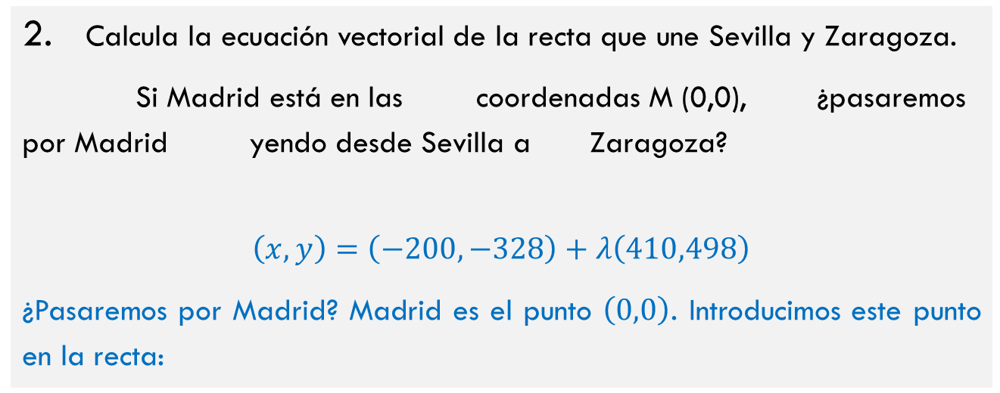 2. Calcula la ecuación vectorial de la recta que une Sevilla y Zaragoza.
Si Madrid está en las coordenadas M (0,0), ¿pasaremos
por Madrid yendo desde Sevilla a Zaragoza?
(x, y) = (−200, −328) + λ(410,498)
¿Pasaremos por Madrid? Madrid es el punto (0,0). Introducimos este punto
en la recta: